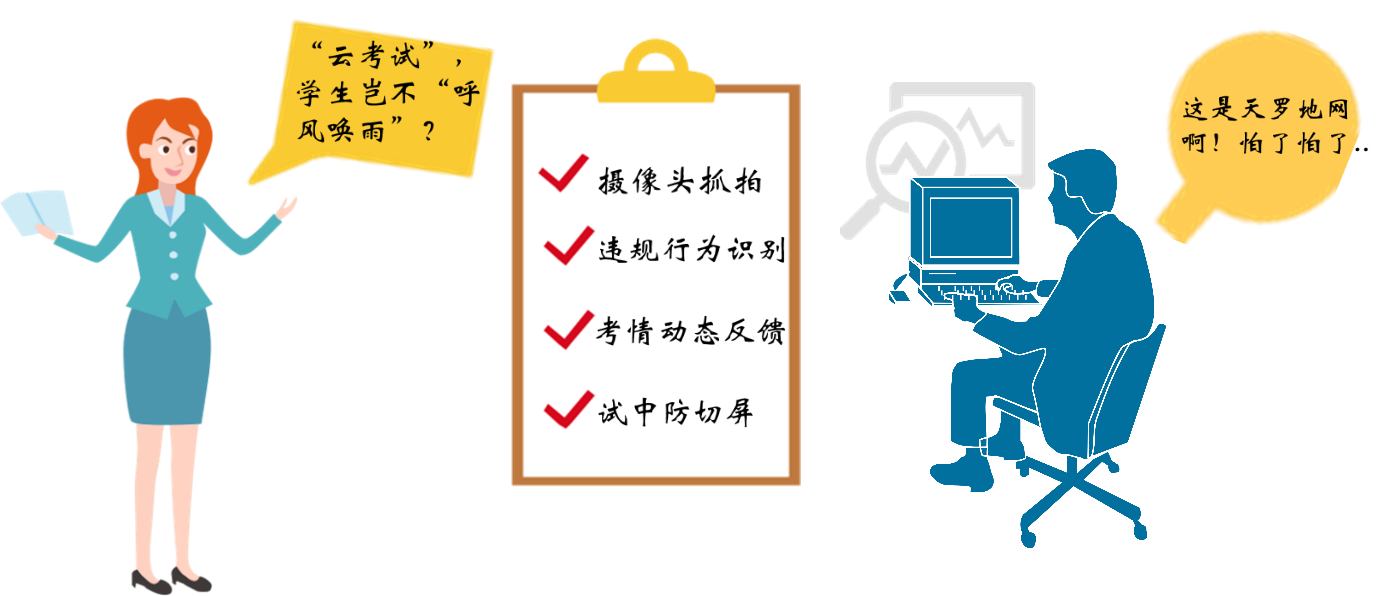 “云考试”，
学生岂不“呼
风唤雨”？
摄像头抓拍
违规行为识别
考情动态反馈
试中防切屏
这是天罗地网
啊！怕了怕了..